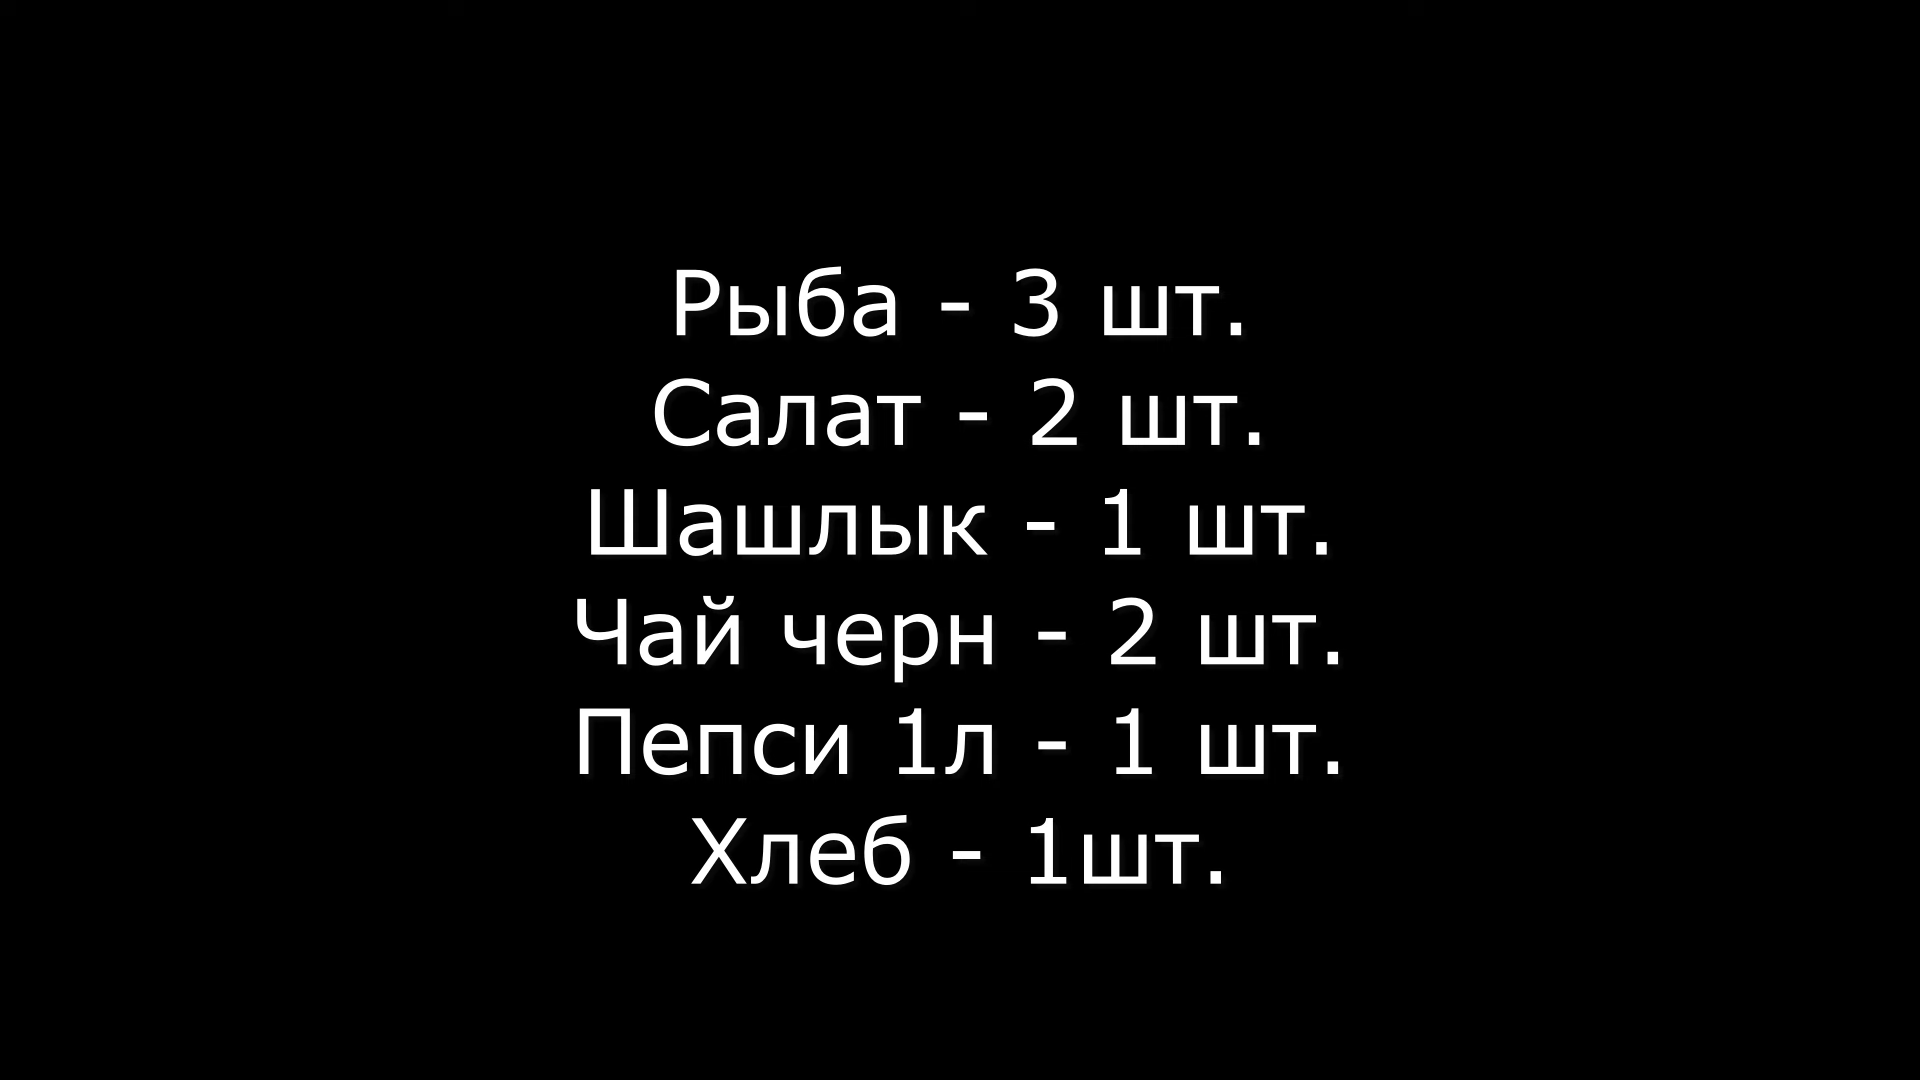 Рыба - 3 шт.
Салат - 2 шт.
Шашлык - 1 шт.
Чай черн - 2 шт.
Пепси 1л - 1 шт.
Хлеб - 1шт.